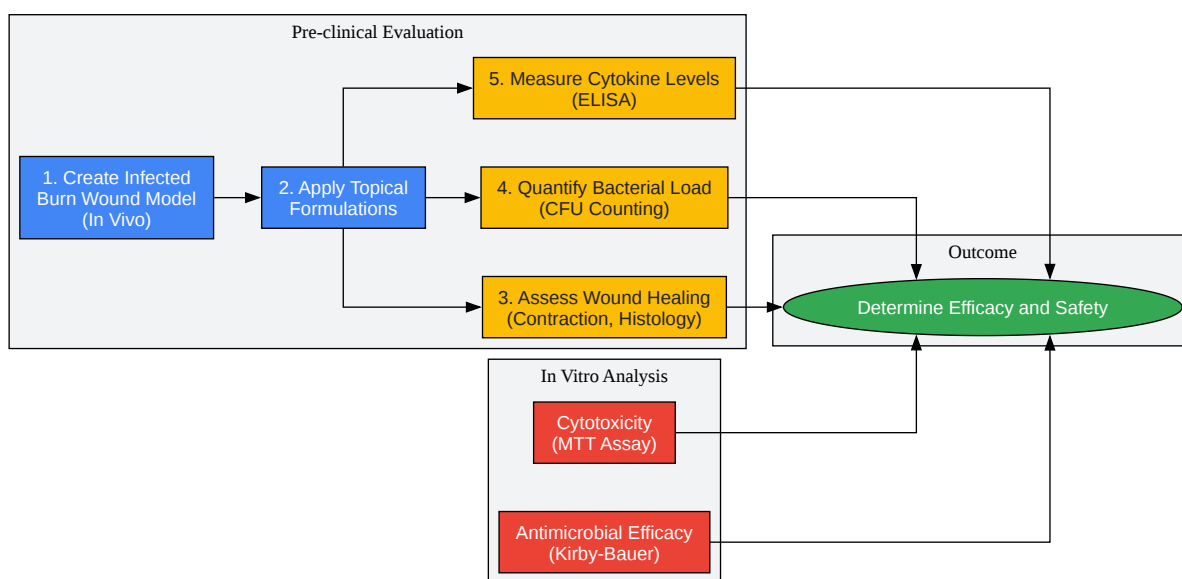 Pre-clinical Evaluation
5. Measure Cytokine Levels
(ELISA)
1. Create Infected
Burn Wound Model
(In Vivo)
2. Apply Topical
Formulations
4. Quantify Bacterial Load
(CFU Counting)
3. Assess Wound Healing
(Contraction, Histology)
Outcome
Determine Efficacy and Safety
In Vitro Analysis
Cytotoxicity
(MTT Assay)
Antimicrobial Efficacy
(Kirby-Bauer)